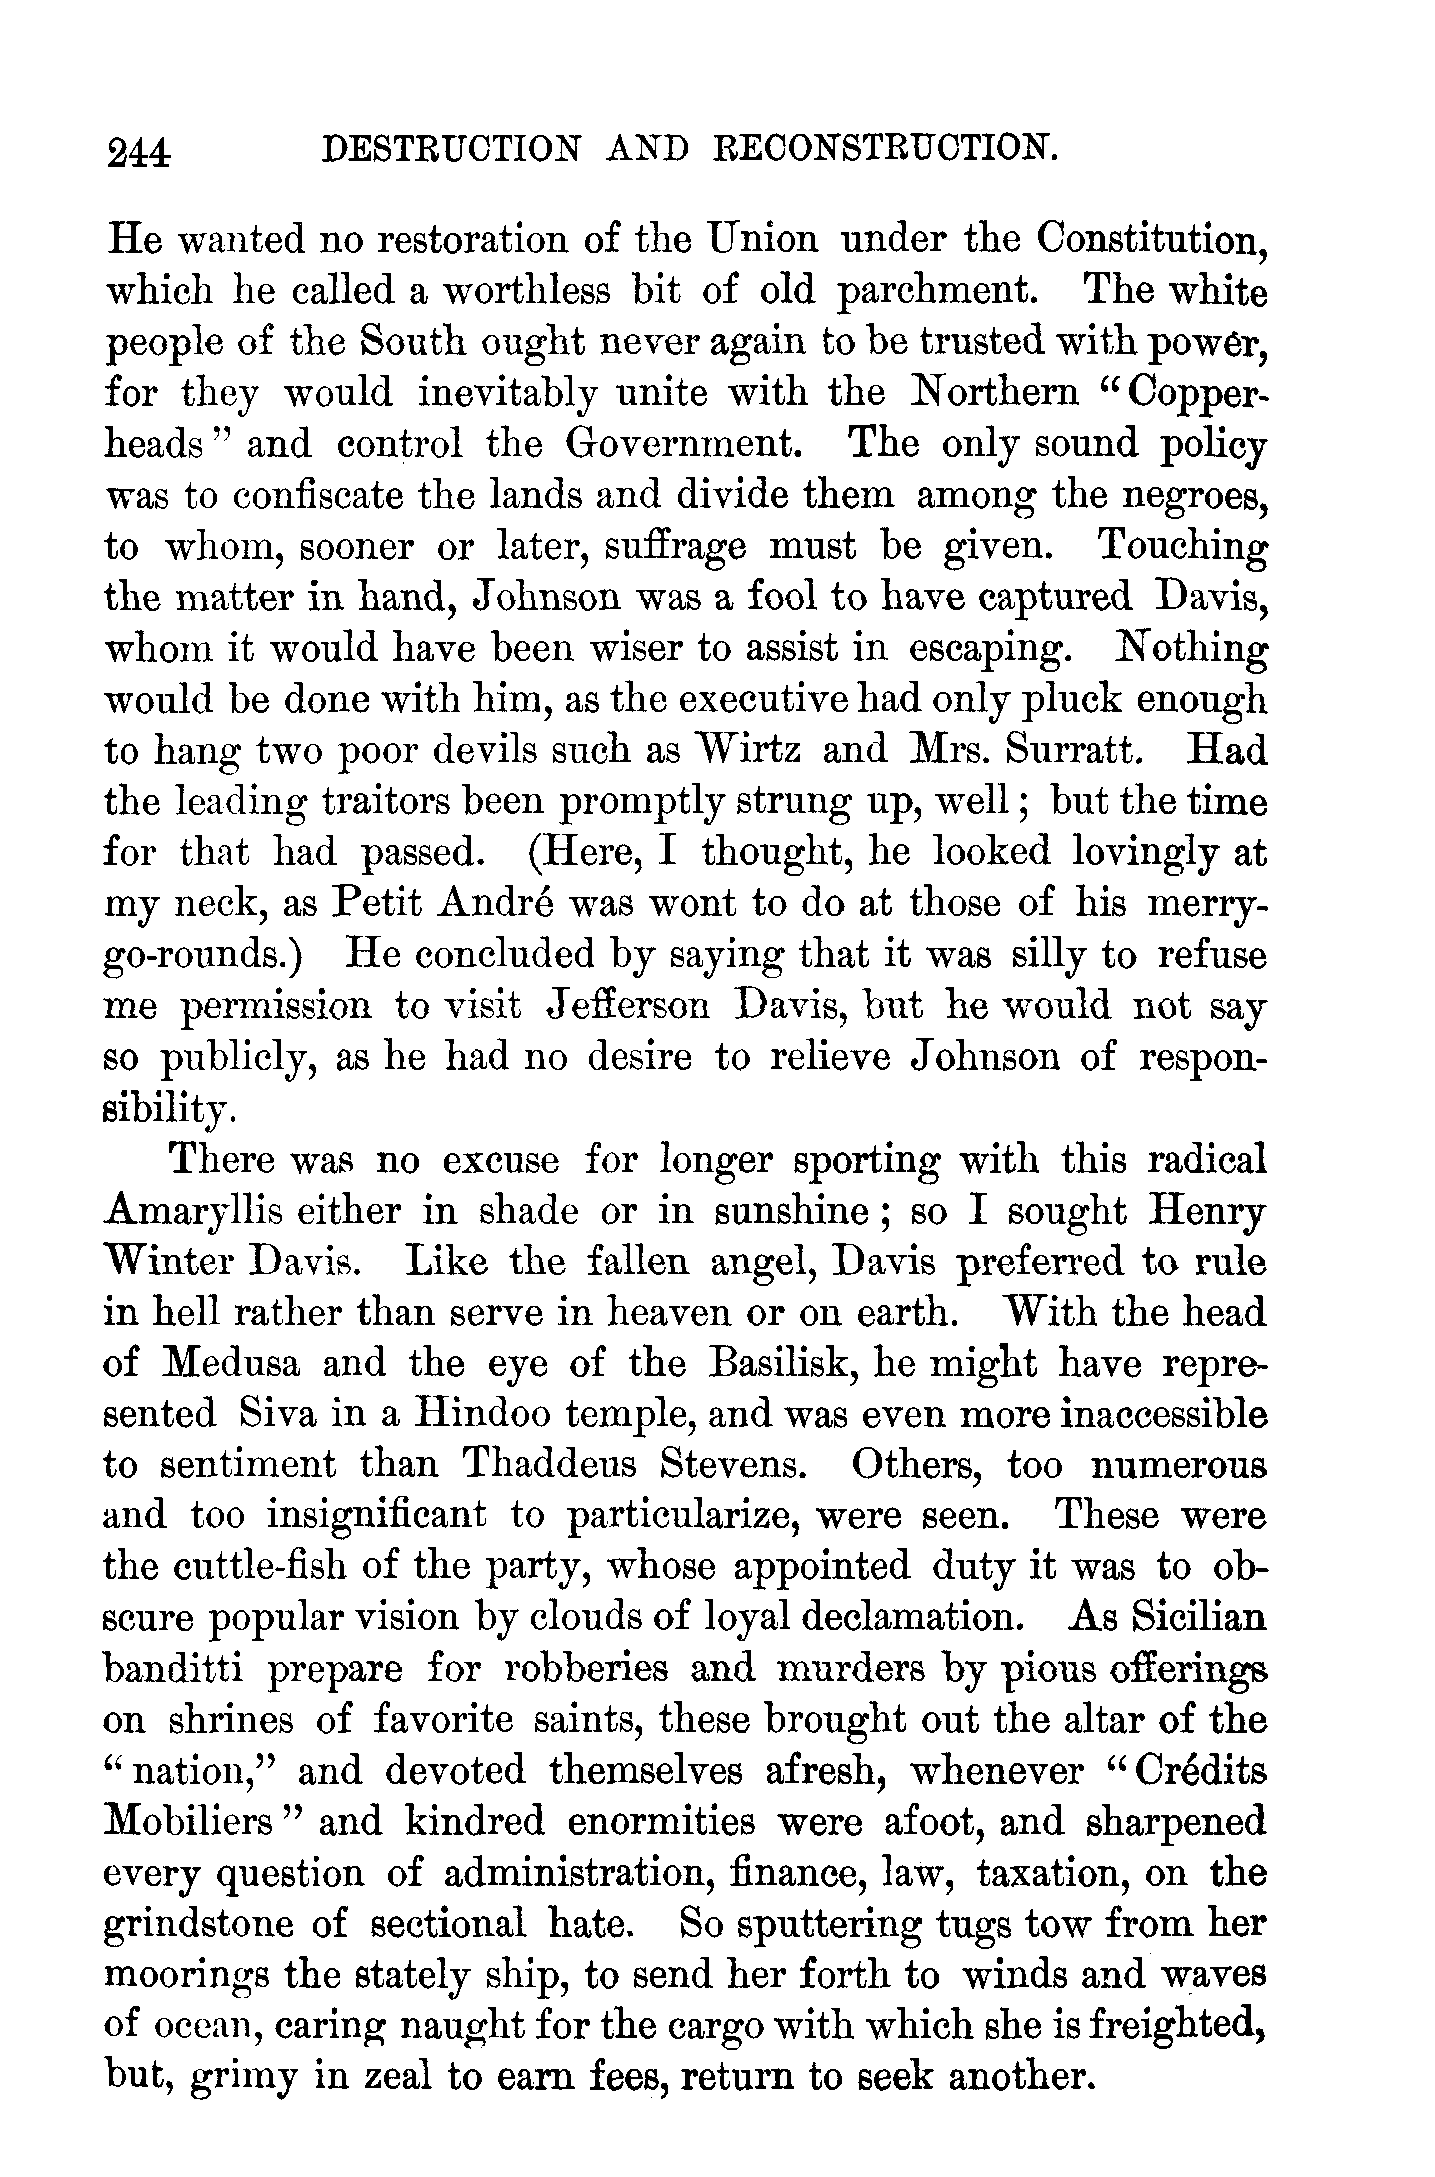 244 DESTRUCTION AND RECONSTRUCTION.
He wanted no restoration of the Union under the Constitution,
which he called a worthless bit of old parchment. The white
people of the South ought never again to be trusted with power,
for they would inevitably unite with the Northern “Copper-
heads” and control the Government. The only sound policy
was to confiscate the lands and divide them among the negroes,
to whom, sooner or later, suffrage must be given. Touching
the matter in hand, Johnson was a fool to have captured Davis,
whom it would have been wiser to assist in escaping. Nothing
would be done with him, as the executive had only pluck enough
to hang two poor devils such as Wirtz and Mrs. Surratt. Had
the leading traitors been promptly strung up, well; but the time
for that had passed. (Here, I thought, he looked lovingly at
my neck, as Petit André was wont to do at those of his merry-
go-rounds.) He concluded by saying that it was silly to refuse
me permission to visit Jefferson Davis, but he would not say
so publicly, as he had no desire to relieve Johnson of respon-
sibility.
There was no excuse for longer sporting with this radical
Amaryllis either in shade or in sunshine; so I sought Henry
Winter Davis. Like the fallen angel, Davis preferred to rule
in hell rather than serve in heaven or on earth. With the head
of Medusa and the eye of the Basilisk, he might have repre-
sented Siva in a Hindoo temple, and was even more inaccessible
to sentiment than Thaddeus Stevens. Others, too numerous
and too insignificant to particularize, were seen. These were
the cuttle-fish of the party, whose appointed duty it was to ob-
scure popular vision by clouds of loyal declamation. As Sicilian
banditti prepare for robberies and murders by pious offerings
on shrines of favorite saints, these brought out the altar of the
“nation,” and devoted themselves afresh, whenever “Crédits
Mobiliers” and kindred enormities were afoot, and sharpened
every question of administration, finance, law, taxation, on the
grindstone of sectional hate. So sputtering tugs tow from her
moorings the stately ship, to send her forth to winds and waves
of ocean, caring naught for the cargo with which she is freighted,
but, grimy in zeal to earn fees, return to seek another.